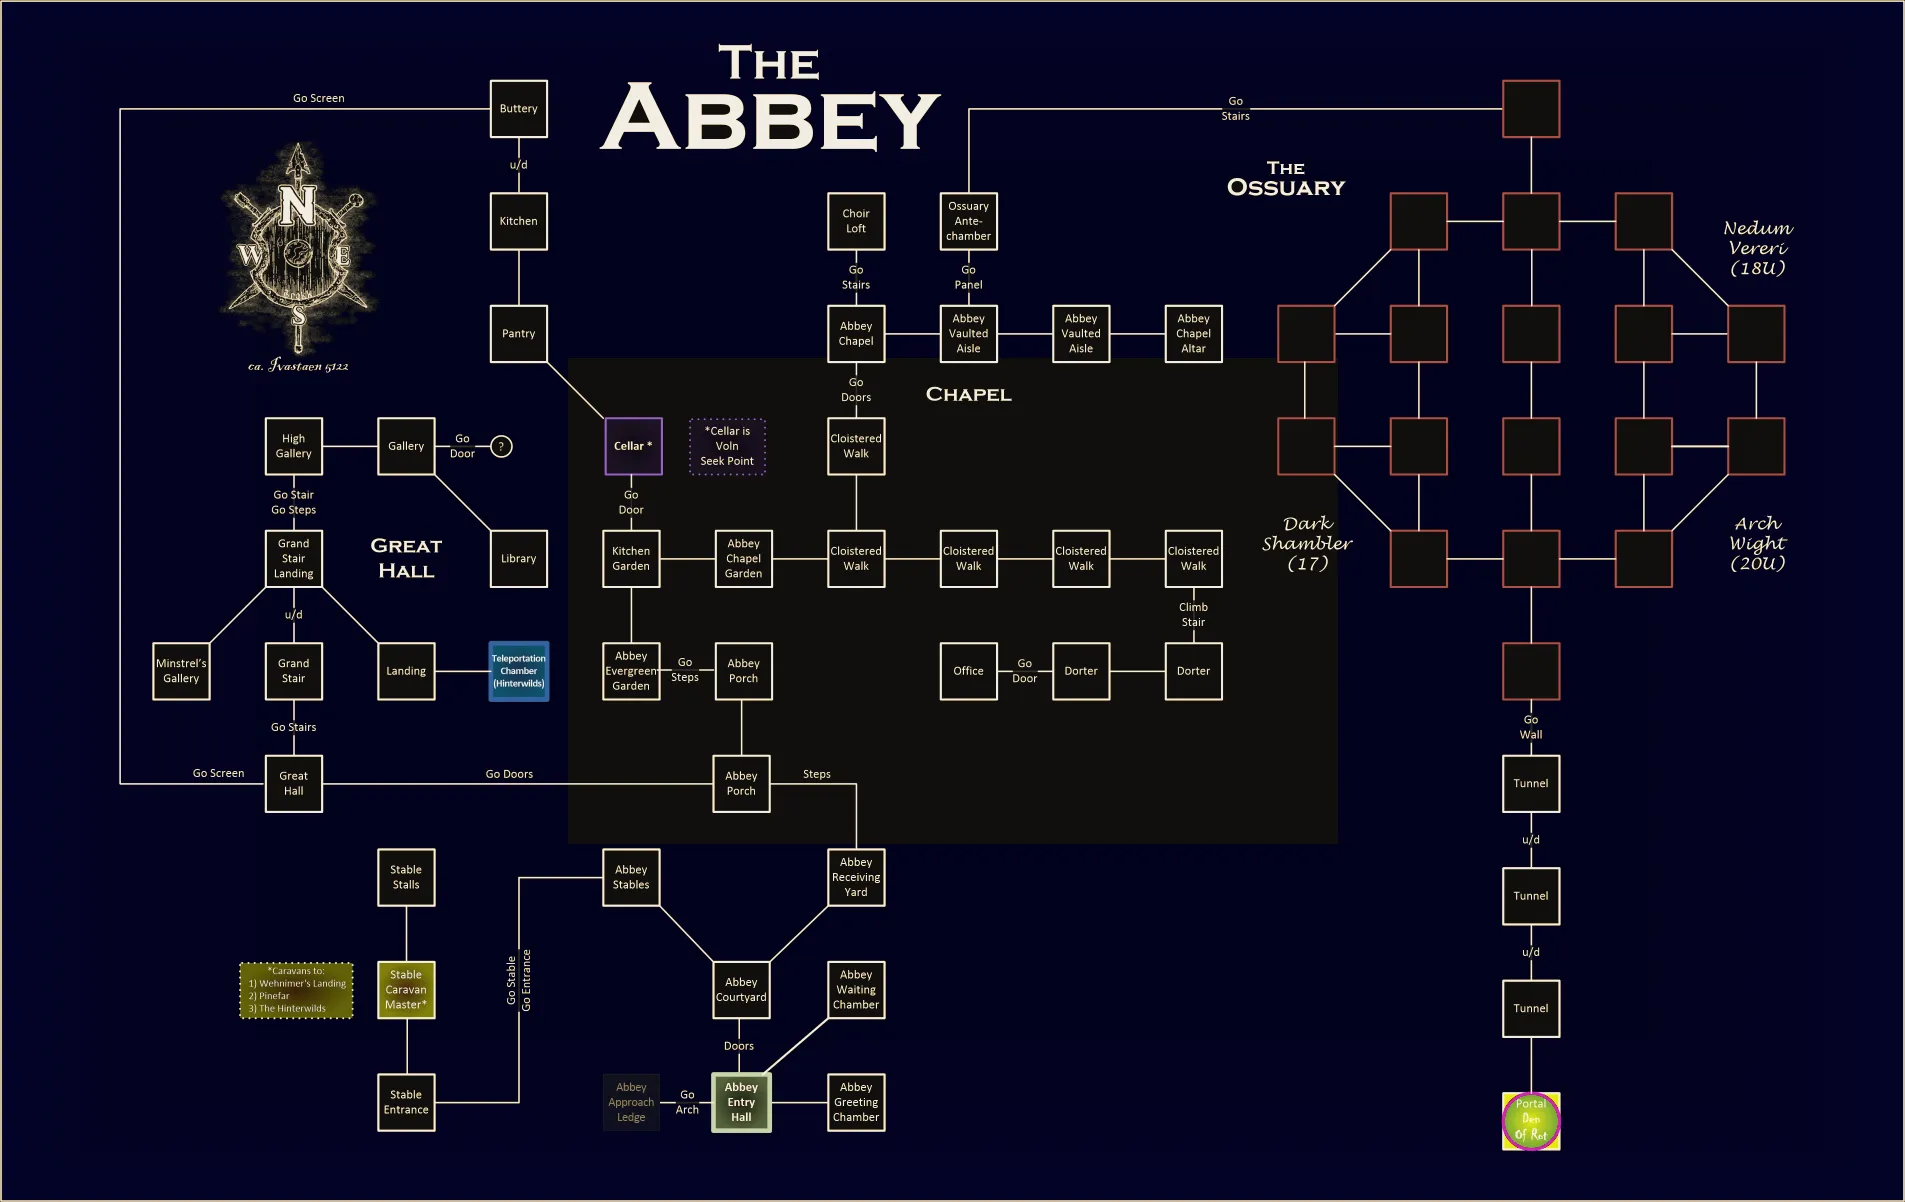 The
Abbey
Go Screen
Buttery
u/d
Kitchen
Pantry
N
W
E
S
ca. Ivastaen 5122
Go
Stairs
The
Ossuary
Choir
Loft
Ossuary
Ante-
chamber
Go
Stairs
Go
Panel
Abbey
Chapel
Abbey
Vaulted
Aisle
Abbey
Vaulted
Aisle
Abbey
Chapel
Altar
Nedum
Vereri
(18U)
Go
Doors
Chapel
High
Gallery
Gallery
Go
Door
?
Cellar *
*Cellar is
Voln
Seek Point
Cloistered
Walk
Go Stair
Go Steps
Go
Door
Grand
Stair
Landing
Great
Hall
Library
Kitchen
Garden
Abbey
Chapel
Garden
Cloistered
Walk
Cloistered
Walk
Cloistered
Walk
Cloistered
Walk
Dark
Shambler
(17)
Arch
Wight
(20U)
u/d
Climb
Stair
Minstrel's
Gallery
Grand
Stair
Landing
Teleportation
Chamber
(Hinterwilds)
Abbey
Evergreen
Garden
Go
Steps
Abbey
Porch
Office
Go
Door
Dorter
Dorter
Go Stairs
Go
Wall
Go Screen
Great
Hall
Go Doors
Abbey
Porch
Steps
Tunnel
u/d
Stable
Stalls
Abbey
Stables
Abbey
Receiving
Yard
Tunnel
u/d
*Caravans to:
1) Wehnimer's Landing
2) Pinefar
3) The Hinterwilds
Stable
Caravan
Master*
Go Stable
Go Entrance
Abbey
Courtyard
Abbey
Waiting
Chamber
Tunnel
Doors
Stable
Entrance
Abbey
Approach
Ledge
Go
Arch
Abbey
Entry
Hall
Abbey
Greeting
Chamber
Portal
Den
Of Rot